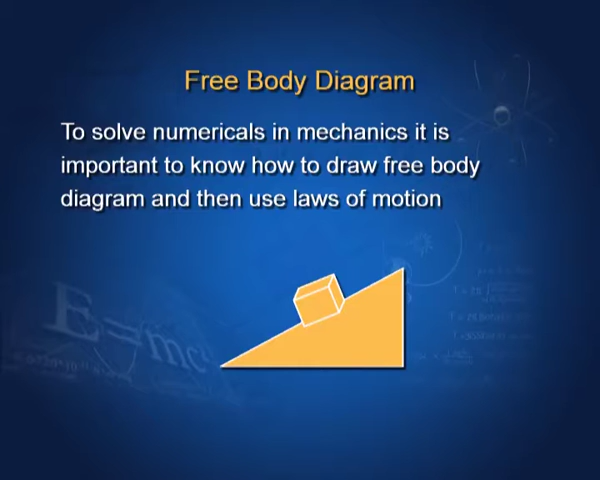 Free Body Diagram
To solve numericals in mechanics it is
important to know how to draw free body
diagram and then use laws of motion
E=mc²